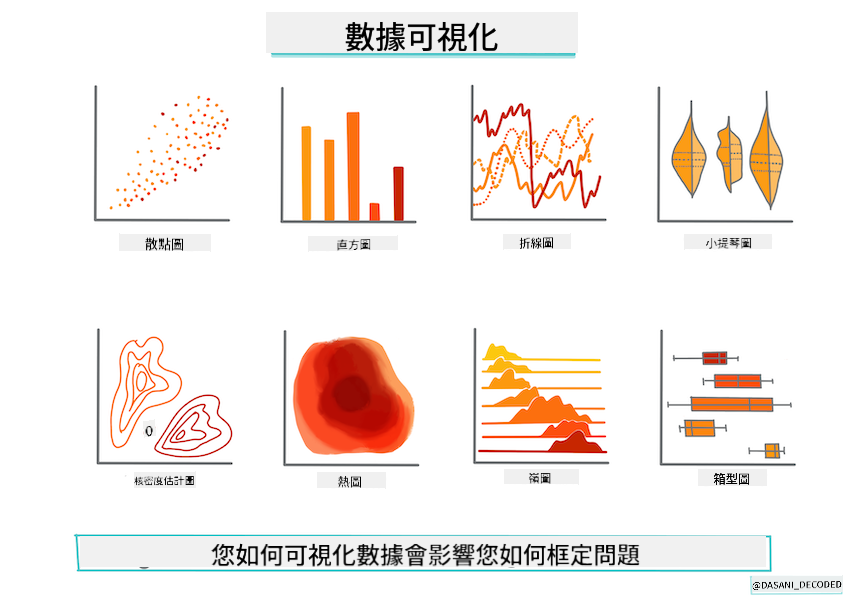 數據可視化
散點圖
直方圖
折線圖
小提琴圖
核密度估計圖
熱圖
嶺圖
箱型圖
您如何可視化數據會影響您如何框定問題
@DASANI_DECODED